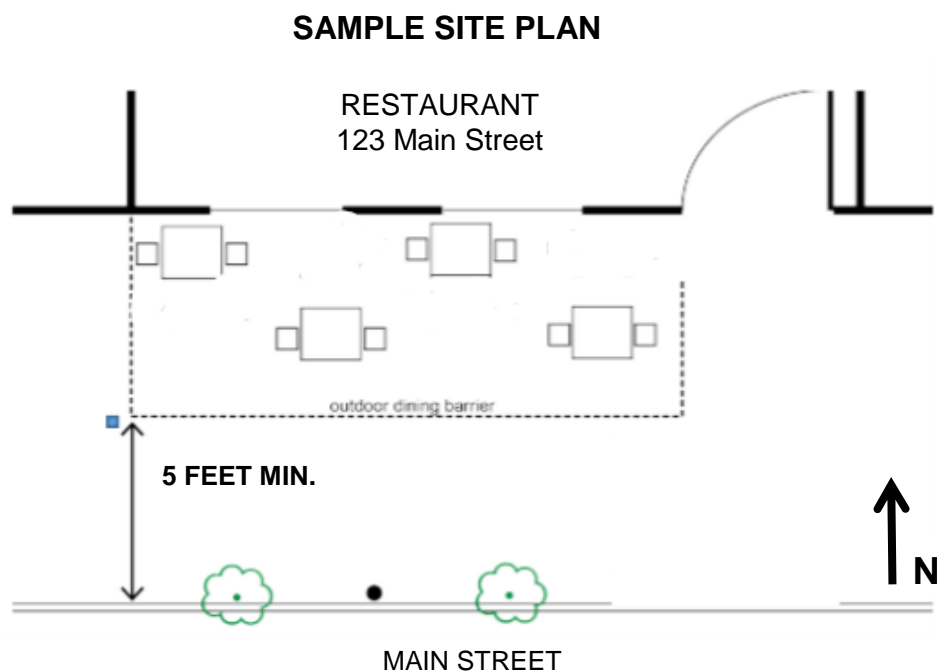 SAMPLE SITE PLAN
RESTAURANT
123 Main Street
outdoor dining barrier
5 FEET MIN.
N
MAIN STREET